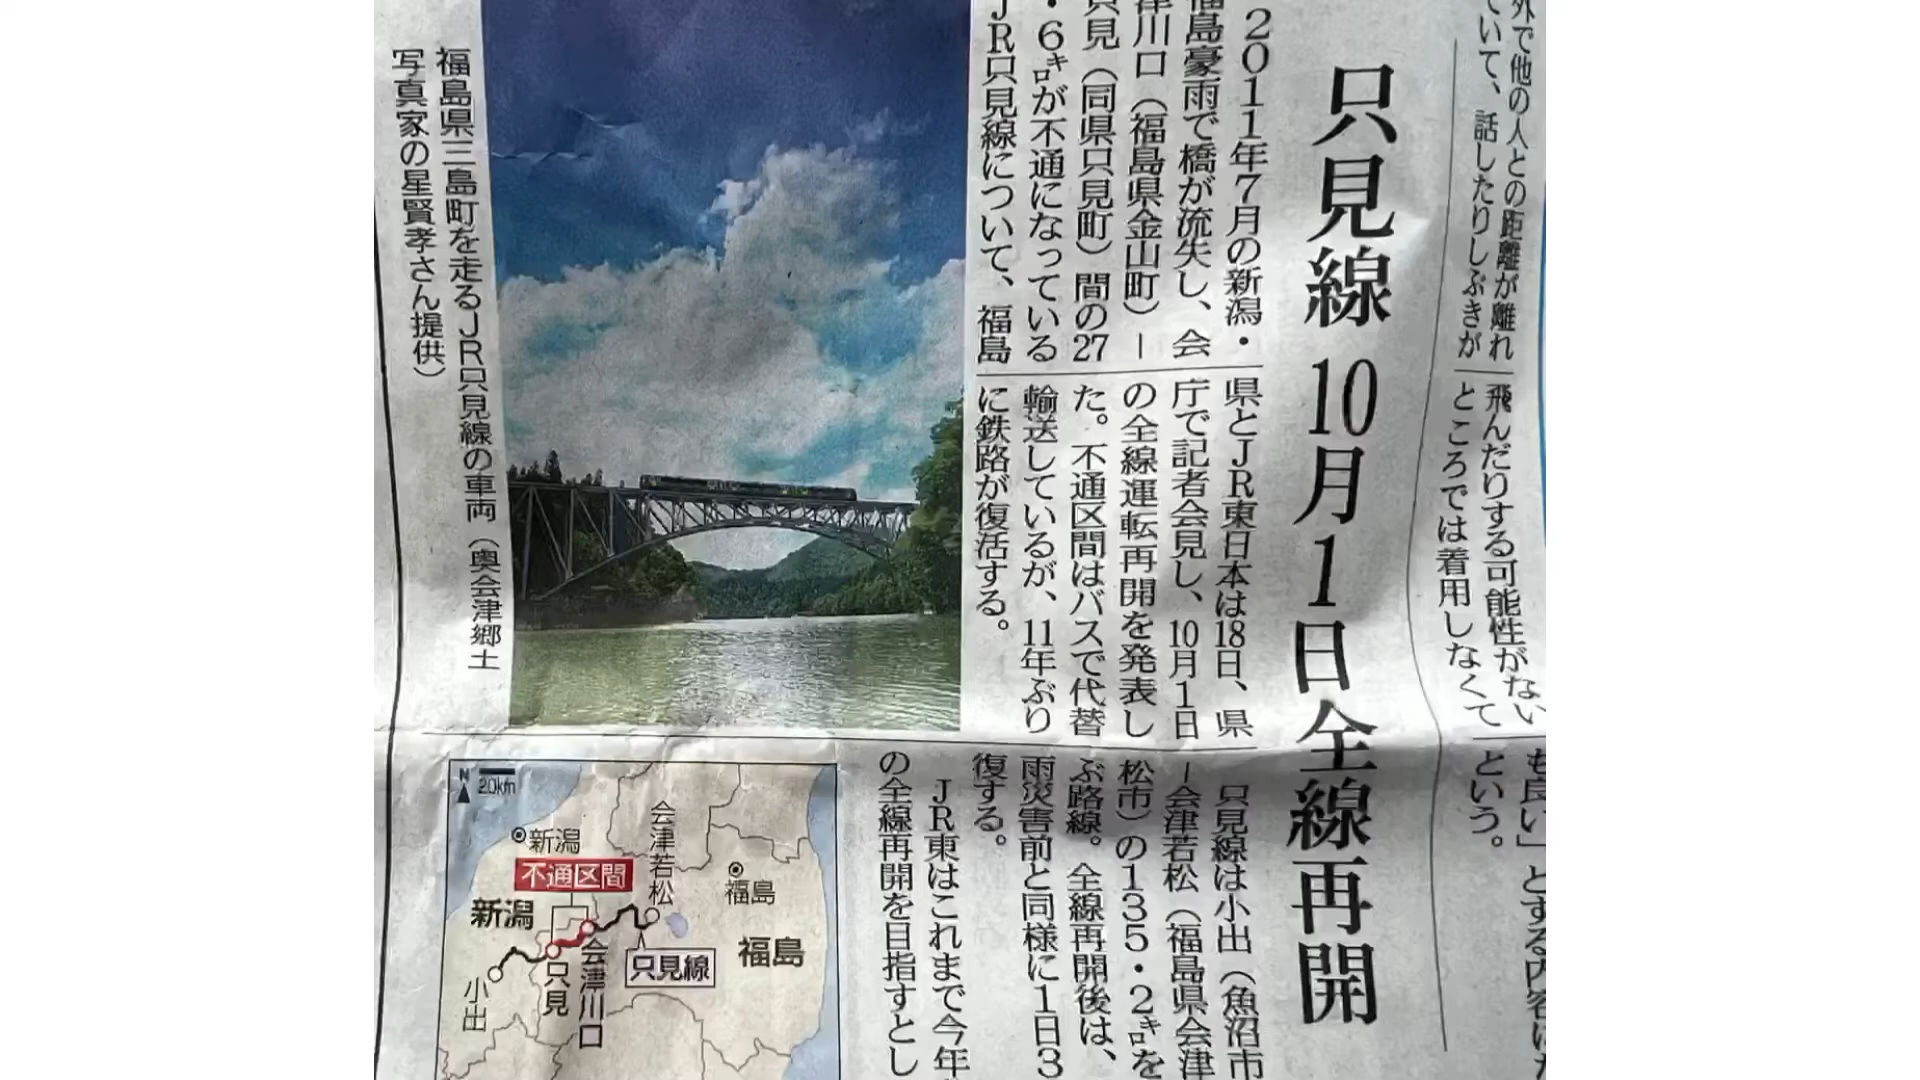 外で他の人との距離が離れ
ていて、話したりしぶきが
飛んだりする可能性がない
ところでは着用しなくて
も良い」とする内容
という。
只見線 10月1日全線再開
2011年7月の新潟・
福島豪雨で橋が流失し、会
津川口（福島県金山町）―
只見（同県只見町）間の27
・6㌔が不通になっている
JR只見線について、福島
県とJR東日本は18日、県
庁で記者会見し、10月1日
の全線運転再開を発表し
た。不通区間はバスで代替
輸送しているが、11年ぶり
に鉄路が復活する。
只見線は小出（魚沼市
―会津若松（福島県会津
松市）の135・2㌔を
ぶ路線。全線再開後は、
雨災害前と同様に1日3
復する。
JR東はこれまで今年
の全線再開を目指すとし
福島県三島町を走るJR只見線の車両（奥会津郷土
写真家の星賢孝さん提供）
N
20km
新潟
会津若松
不通区間
福島
新潟
福島
只見線
会津川口
只見
小出